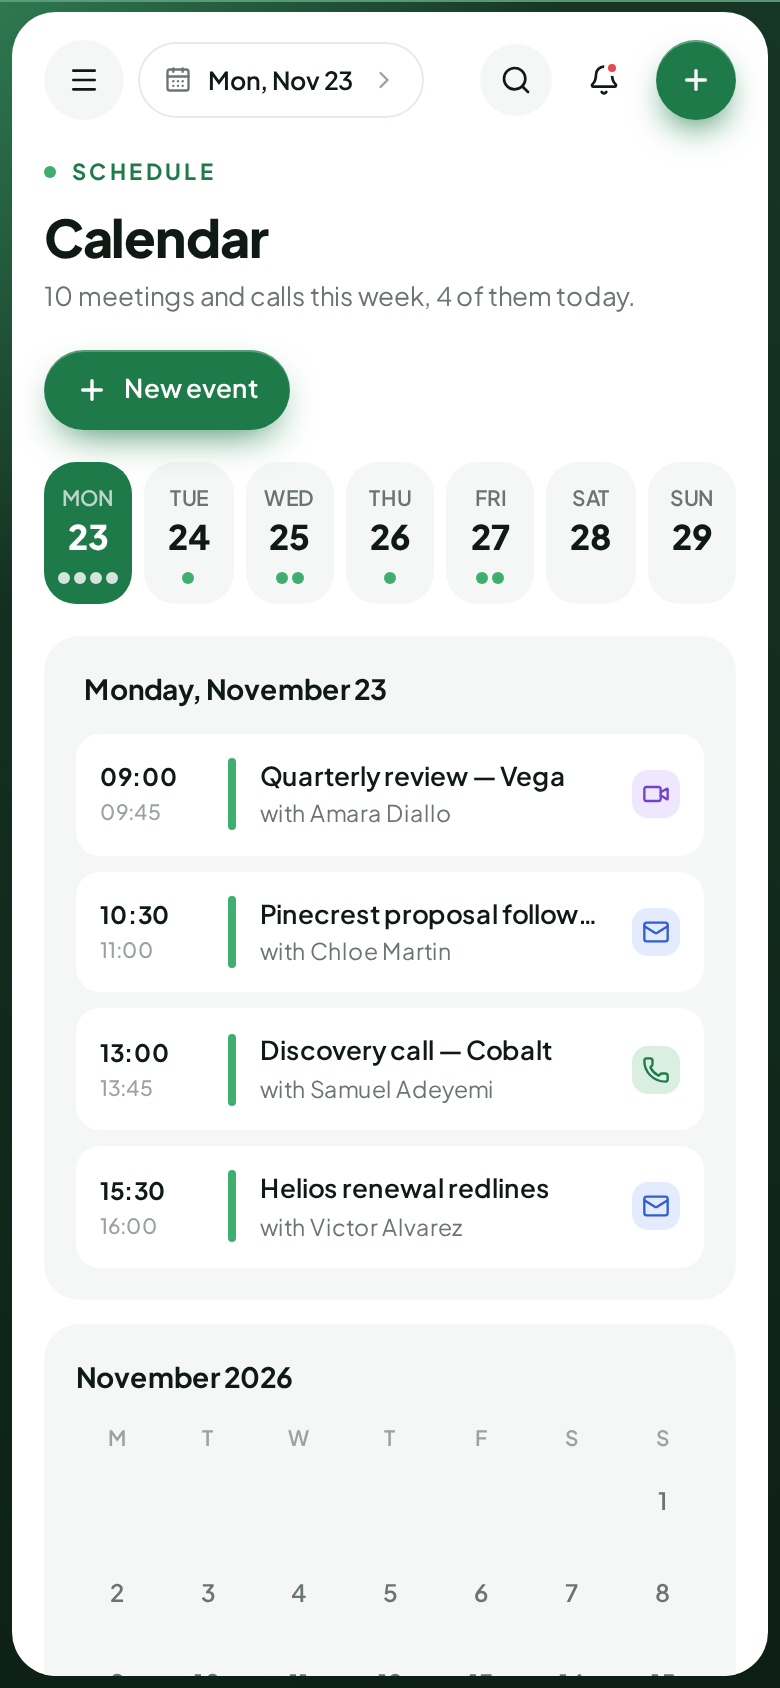 Mon, Nov 23
SCHEDULE
Calendar
10 meetings and calls this week, 4 of them today.
New event
MON TUE WED THU FRI SAT SUN
23 24 25 26 27 28 29
Monday, November 23
09:00 Quarterly review — Vega
09:45 with Amara Diallo
10:30 Pinecrest proposal follow...
11:00 with Chloe Martin
13:00 Discovery call — Cobalt
13:45 with Samuel Adeyemi
15:30 Helios renewal redlines
16:00 with Victor Alvarez
November 2026
M T W T F S S
1
2 3 4 5 6 7 8